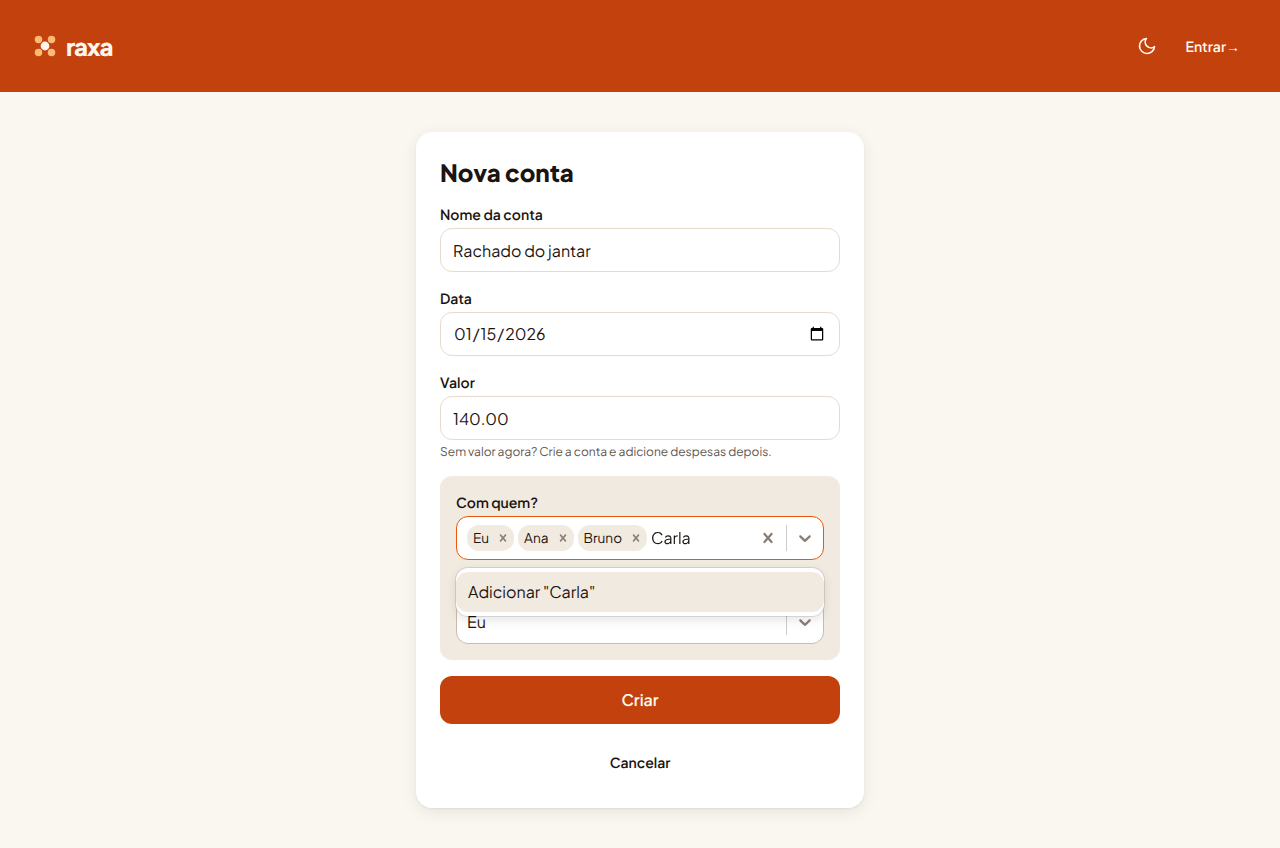 raxa
Entrar→
Nova conta
Nome da conta
Rachado do jantar
Data
01/15/2026
Valor
140.00
Sem valor agora? Crie a conta e adicione despesas depois.
Com quem?
Eu Ana Bruno Carla
Adicionar "Carla"
Eu
Criar
Cancelar